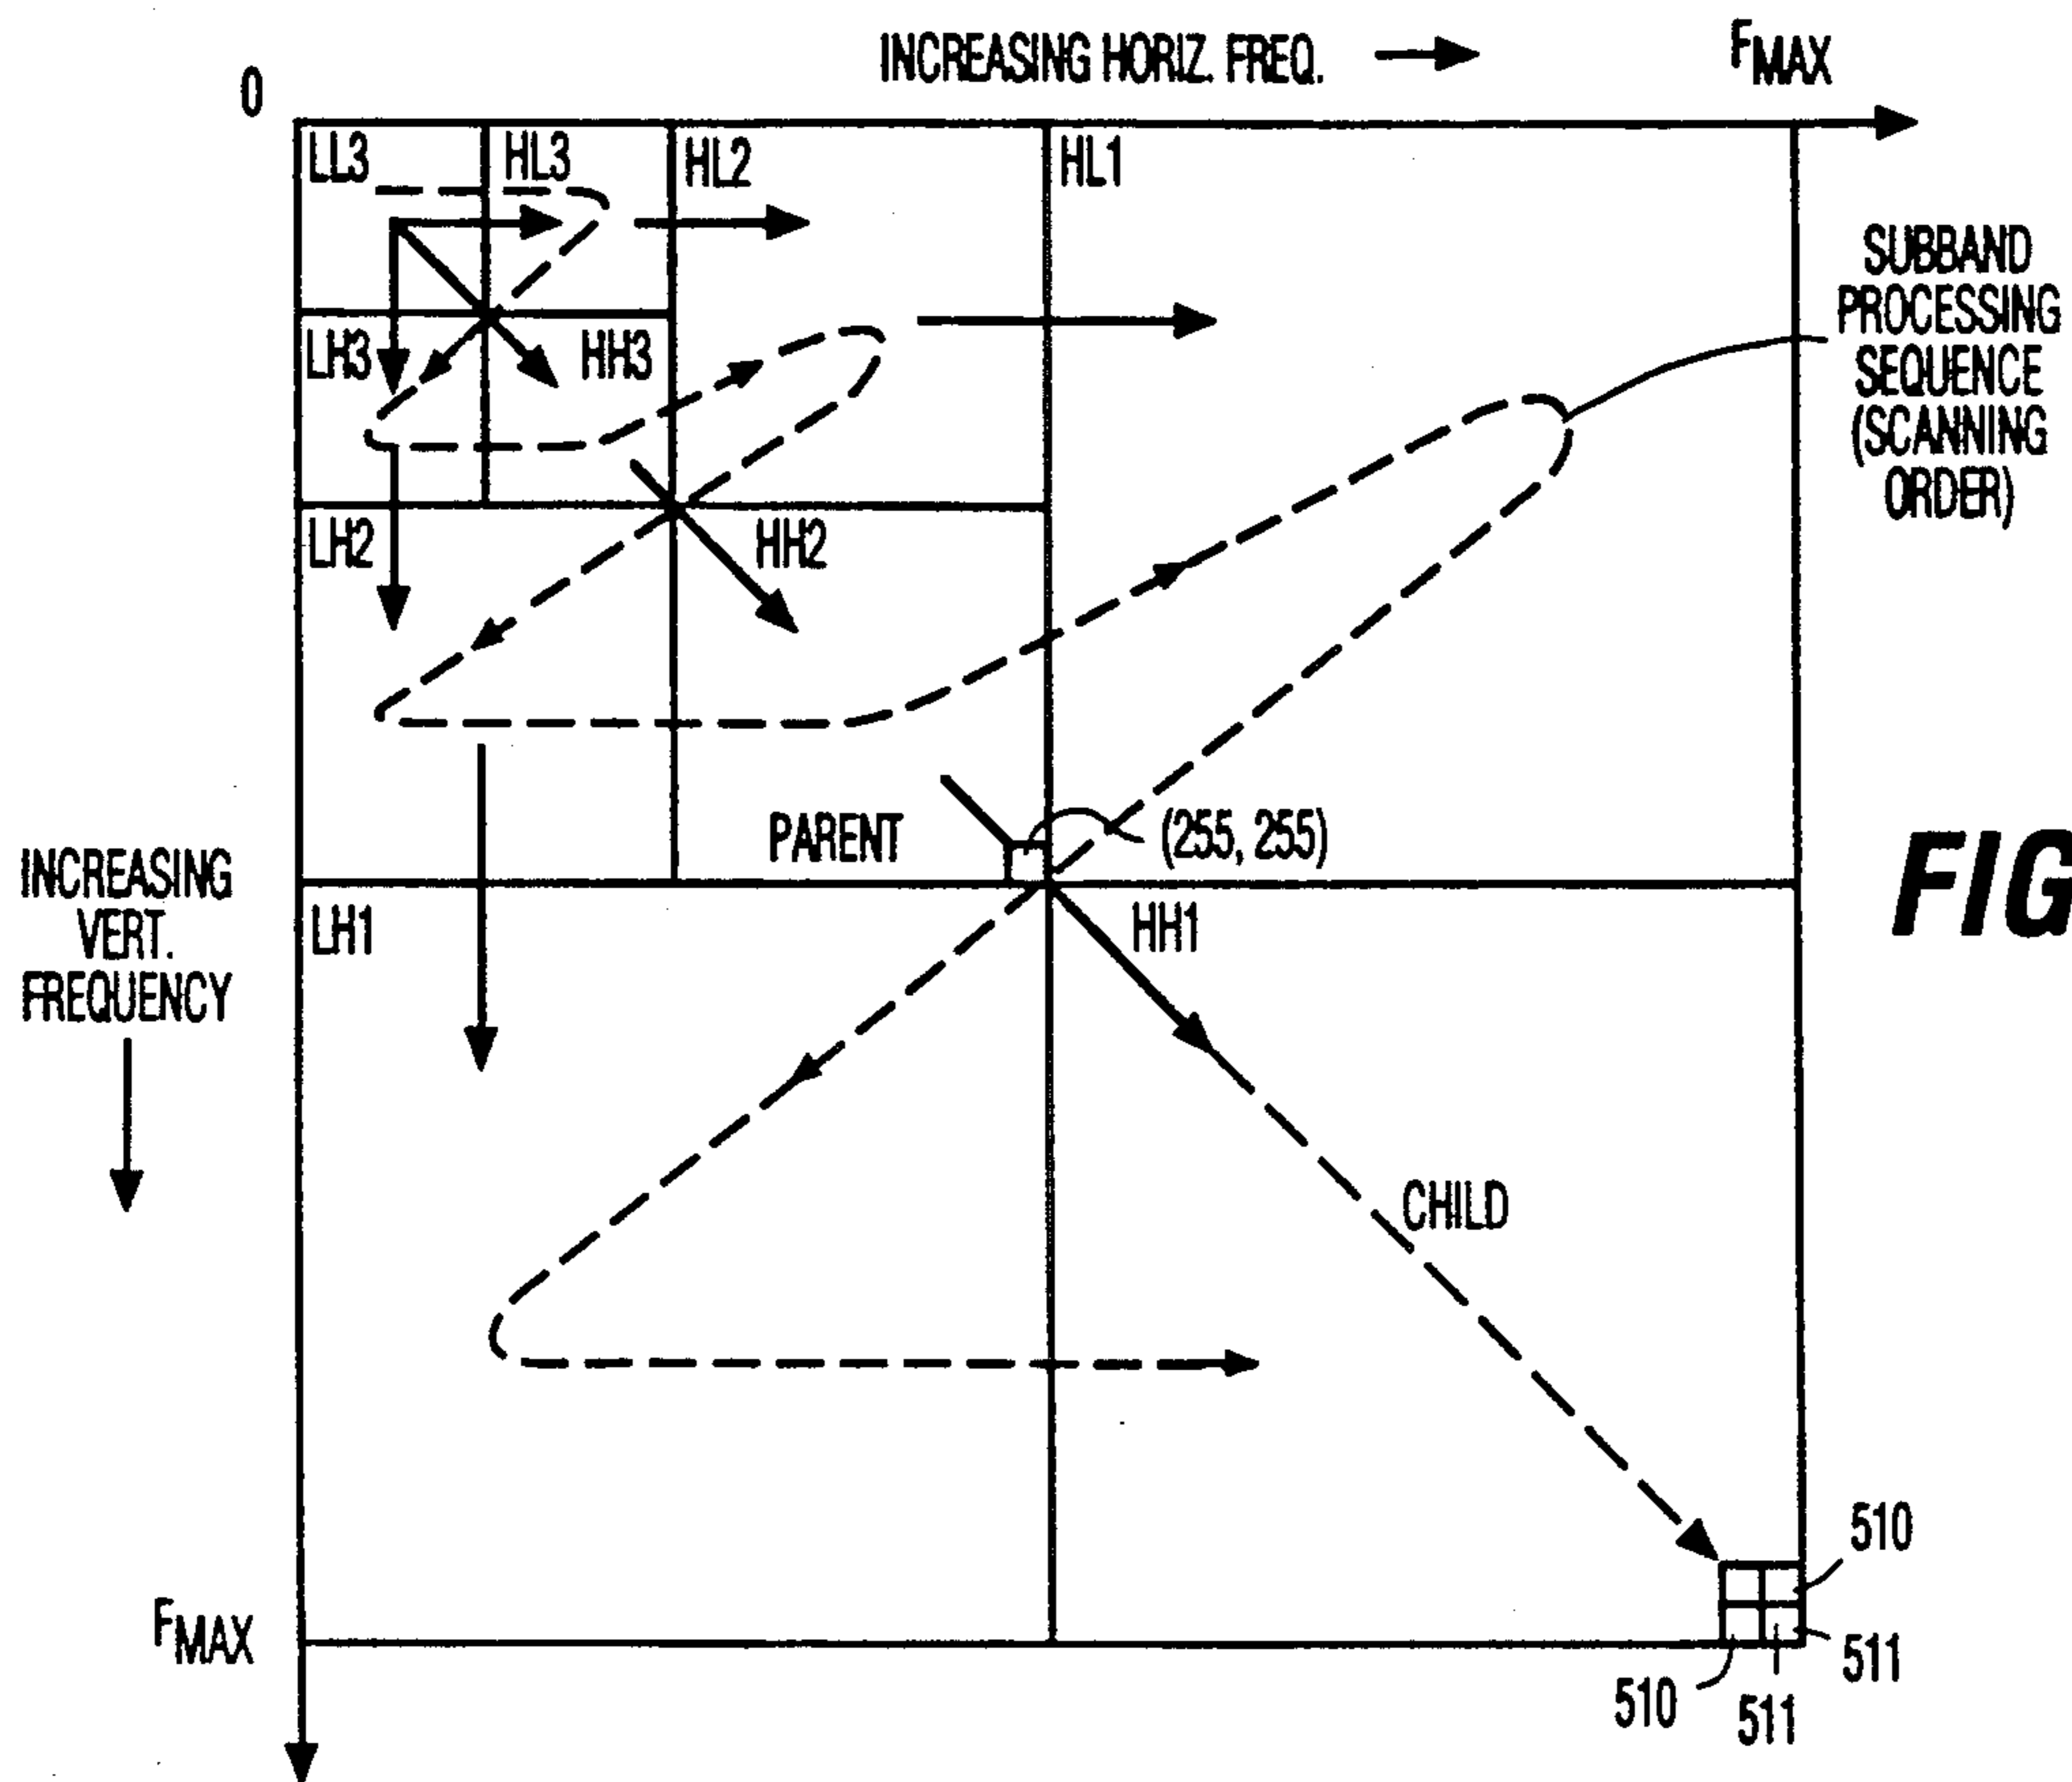 INCREASING HORIZ. FREQ.
FMAX
0
LL3
HL3
HL2
HL1
SUBBAND
PROCESSING
SEQUENCE
(SCANNING
ORDER)
LH3
HH3
LH2
HH2
PARENT
(255, 255)
FIG
INCREASING
VERT.
FREQUENCY
LH1
HH1
CHILD
510
FMAX
511
510
511